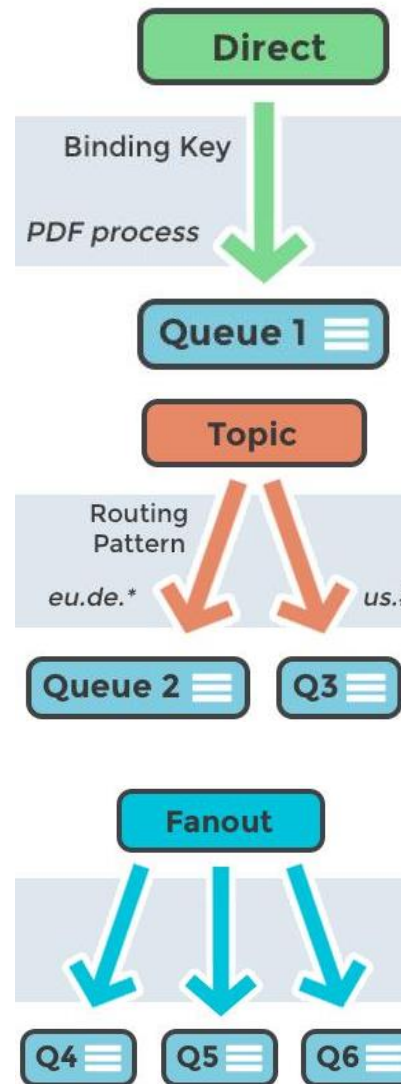 Direct
Binding Key
PDF process
Queue 1
Topic
Routing
Pattern
eu.de.*
us.
Queue 2
Q3
Fanout
Q4
Q5
Q6